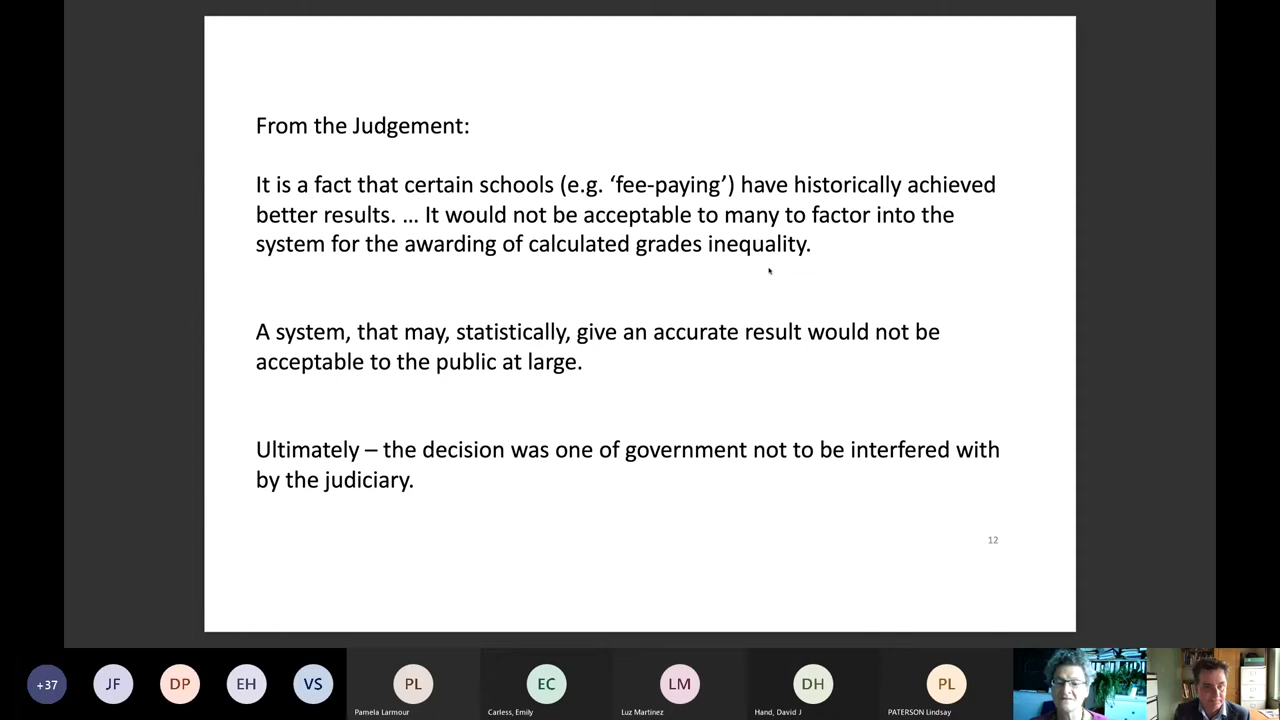 From the Judgement:
It is a fact that certain schools (e.g. ‘fee-paying’) have historically achieved
better results. … It would not be acceptable to many to factor into the
system for the awarding of calculated grades inequality.
A system, that may, statistically, give an accurate result would not be
acceptable to the public at large.
Ultimately – the decision was one of government not to be interfered with
by the judiciary.
12
+37
JF
DP
EH
VS
PL
EC
LM
DH
PL
Pamela Larmour
Carless, Emily
Luz Martinez
Hand, David J
PATERSON Lindsay